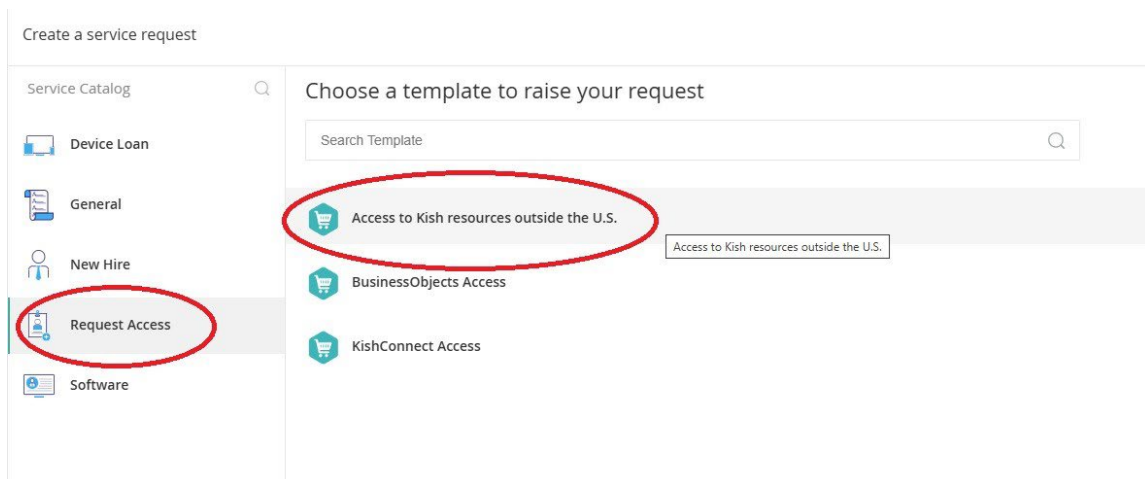 Create a service request
Service Catalog
Device Loan
General
New Hire
Request Access
Software
Choose a template to raise your request
Search Template
Access to Kish resources outside the U.S.
Access to Kish resources outside the U.S.
BusinessObjects Access
KishConnect Access